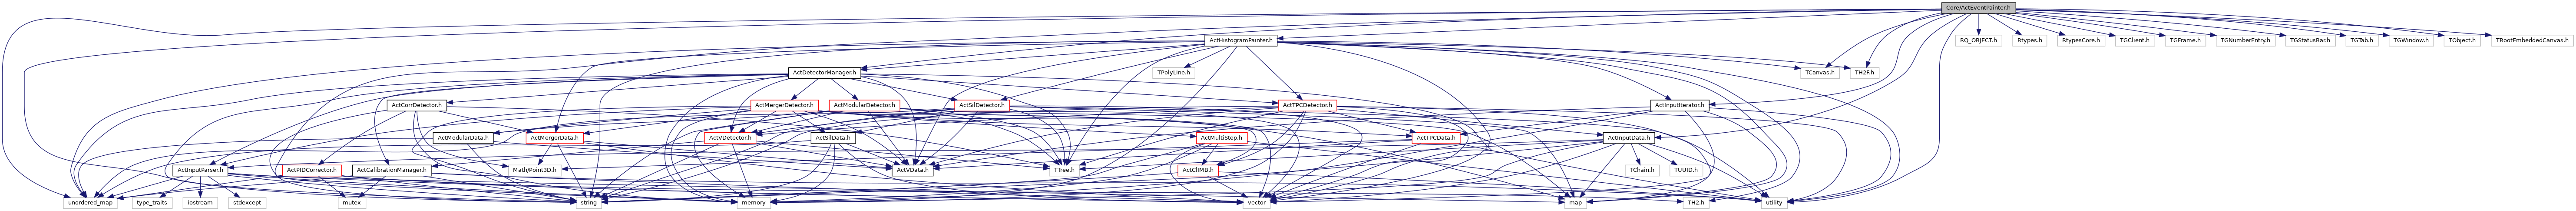 Core/ActEventPainter.h
ActHistogramPainter.h
RQ_OBJECT.h
Rtypes.h
RtypesCore.h
TGClient.h
TGFrame.h
TGNumberEntry.h
TGStatusBar.h
TGTab.h
TGWindow.h
TObject.h
TRootEmbeddedCanvas.h
ActDetectorManager.h
TPolyLine.h
TCanvas.h
TH2F.h
ActCorrDetector.h
ActMergerDetector.h
ActModularDetector.h
ActSilDetector.h
ActTPCDetector.h
ActInputIterator.h
ActModularData.h
ActMergerData.h
ActVDetector.h
ActSilData.h
ActMultiStep.h
ActTPCData.h
ActInputData.h
ActInputParser.h
ActPIDCorrector.h
ActCalibrationManager.h
Math/Point3D.h
ActVData.h
TTree.h
ActClIMB.h
TChain.h
TUUID.h
unordered_map
type_traits
iostream
stdexcept
mutex
string
memory
vector
map
TH2.h
utility